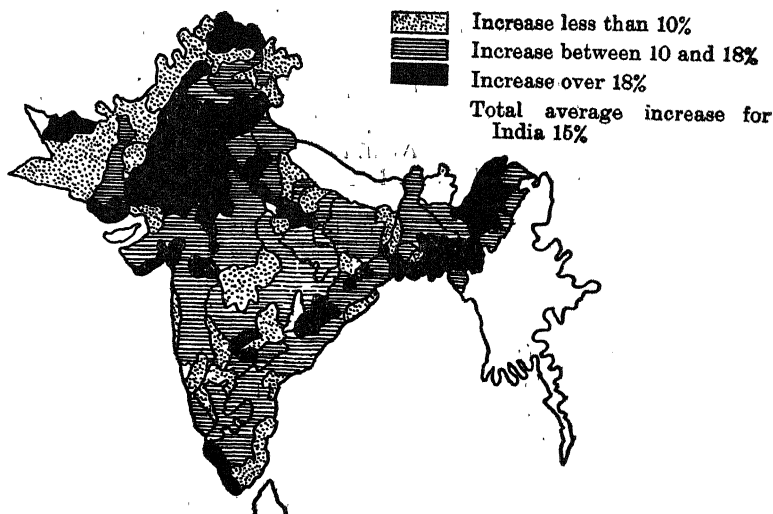 Increase less than 10%
Increase between 10 and 18%
Increase over 18%
Total average increase for
India 15%